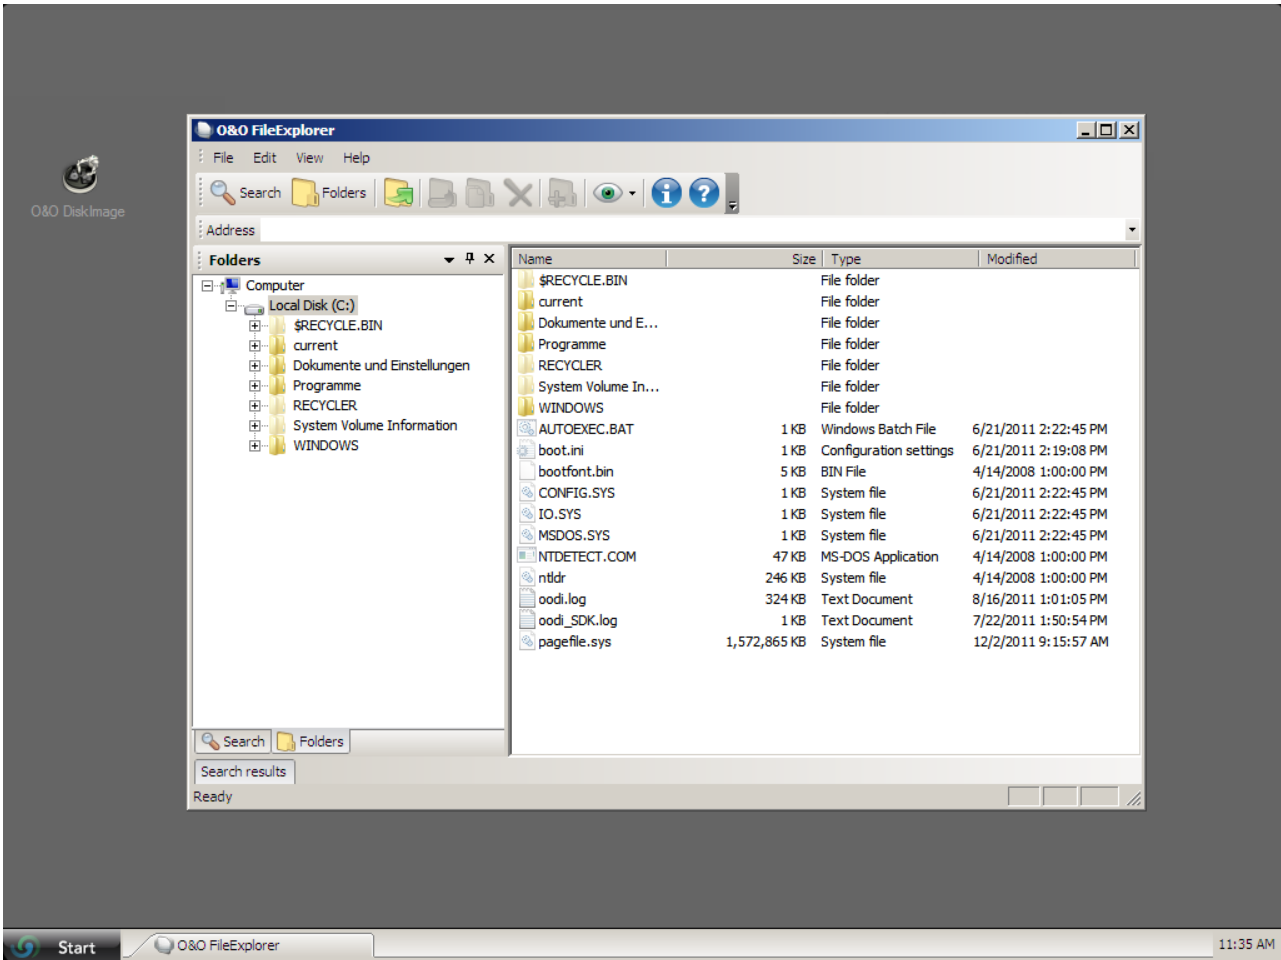 O&O DiskImage
O&O FileExplorer
File Edit View Help
Search Folders
Address
Folders
Computer
Local Disk (C:)
$RECYCLE.BIN
current
Dokumente und Einstellungen
Programme
RECYCLER
System Volume Information
WINDOWS
Search Folders
Name Size Type Modified
$RECYCLE.BIN File folder
current File folder
Dokumente und E... File folder
Programme File folder
RECYCLER File folder
System Volume In... File folder
WINDOWS File folder
AUTOEXEC.BAT 1 KB Windows Batch File 6/21/2011 2:22:45 PM
boot.ini 1 KB Configuration settings 6/21/2011 2:19:08 PM
bootfont.bin 5 KB BIN File 4/14/2008 1:00:00 PM
CONFIG.SYS 1 KB System file 6/21/2011 2:22:45 PM
IO.SYS 1 KB System file 6/21/2011 2:22:45 PM
MSDOS.SYS 1 KB System file 6/21/2011 2:22:45 PM
NTDETECT.COM 47 KB MS-DOS Application 4/14/2008 1:00:00 PM
ntldr 246 KB System file 4/14/2008 1:00:00 PM
oodi.log 324 KB Text Document 8/16/2011 1:01:05 PM
oodi_SDK.log 1 KB Text Document 7/22/2011 1:50:54 PM
pagefile.sys 1,572,865 KB System file 12/2/2011 9:15:57 AM
Search results
Ready
Start O&O FileExplorer 11:35 AM